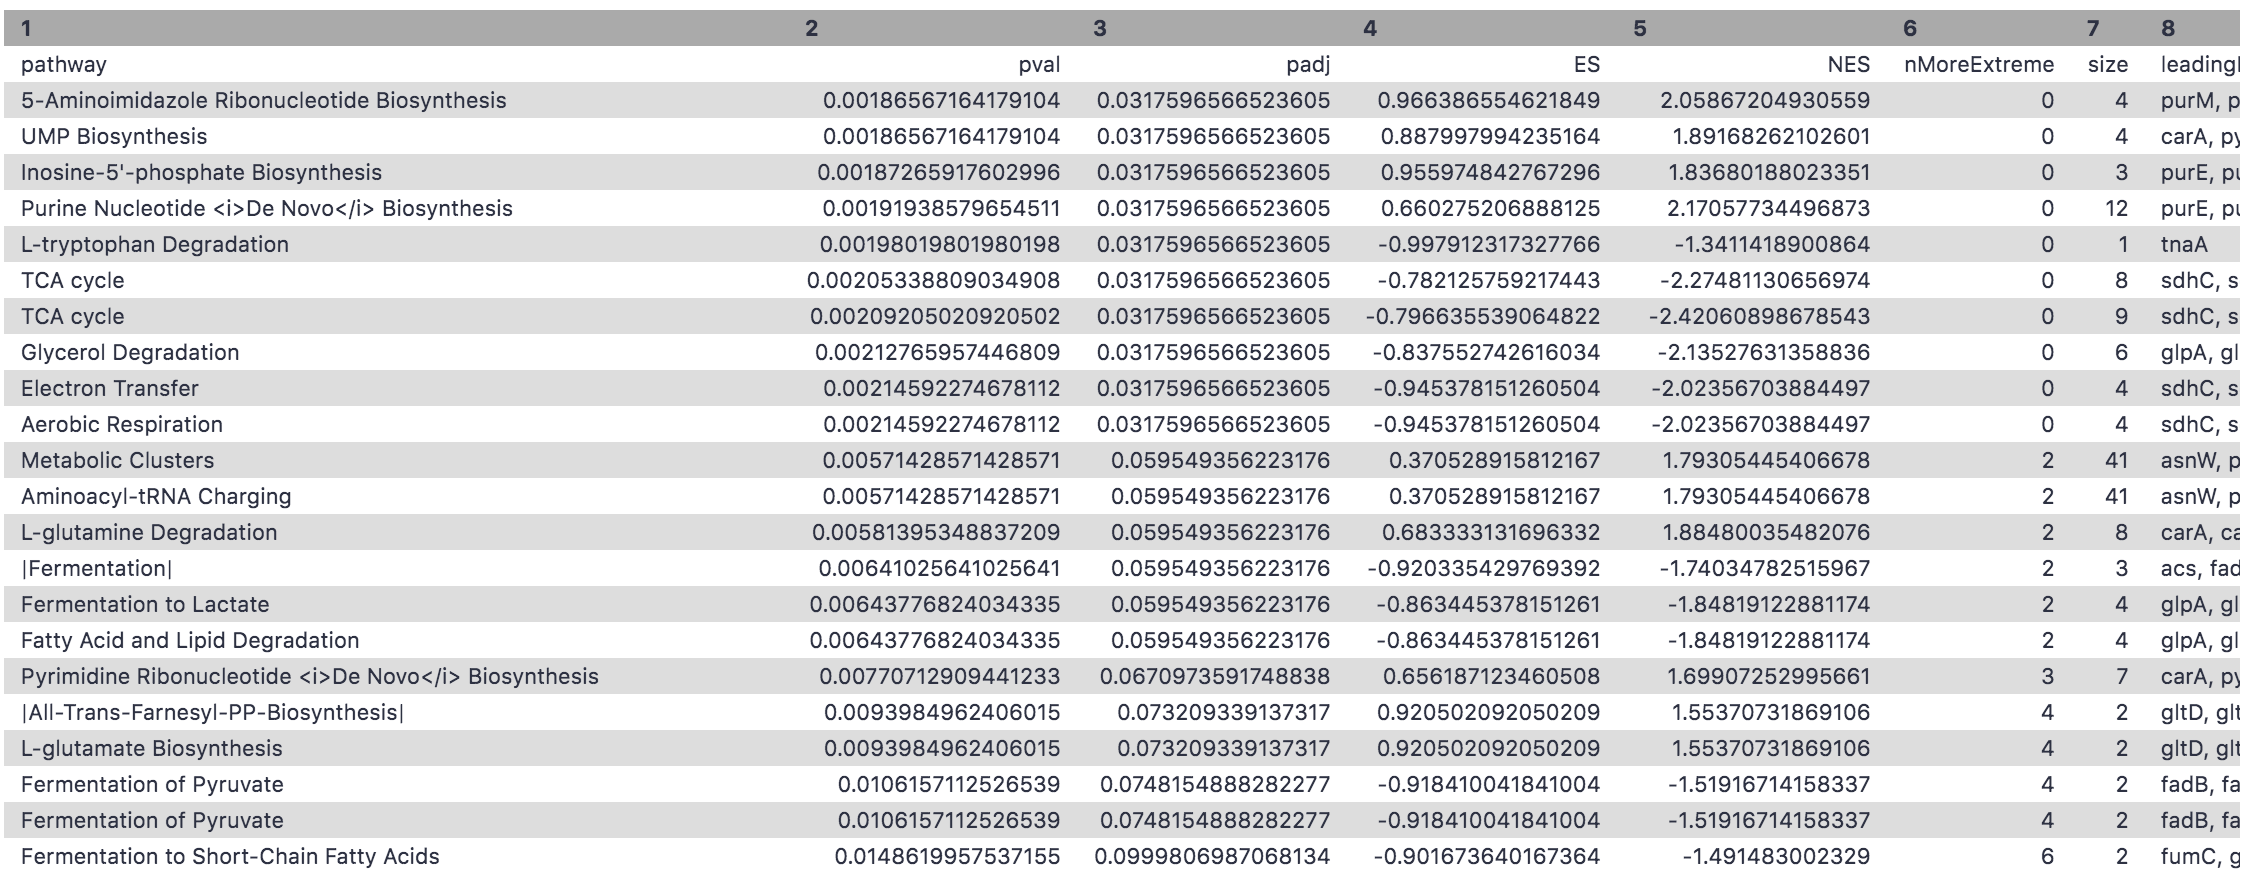 1 2 3 4 5 6 7 8
pathway pval padj ES NES nMoreExtreme size leadingl
5-Aminoimidazole Ribonucleotide Biosynthesis 0.00186567164179104 0.0317596566523605 0.966386554621849 2.05867204930559 0 4 purM, p
UMP Biosynthesis 0.00186567164179104 0.0317596566523605 0.887997994235164 1.89168262102601 0 4 carA, py
Inosine-5'-phosphate Biosynthesis 0.00187265917602996 0.0317596566523605 0.955974842767296 1.83680188023351 0 3 purE, pu
Purine Nucleotide <i>De Novo</i> Biosynthesis 0.00191938579654511 0.0317596566523605 0.660275206888125 2.17057734496873 0 12 purE, pu
L-tryptophan Degradation 0.00198019801980198 0.0317596566523605 -0.997912317327766 -1.3411418900864 0 1 tnaA
TCA cycle 0.00205338809034908 0.0317596566523605 -0.782125759217443 -2.27481130656974 0 8 sdhC, s
TCA cycle 0.00209205020920502 0.0317596566523605 -0.796635539064822 -2.42060898678543 0 9 sdhC, s
Glycerol Degradation 0.00212765957446809 0.0317596566523605 -0.837552742616034 -2.13527631358836 0 6 glpA, gl
Electron Transfer 0.00214592274678112 0.0317596566523605 -0.945378151260504 -2.02356703884497 0 4 sdhC, s
Aerobic Respiration 0.00214592274678112 0.0317596566523605 -0.945378151260504 -2.02356703884497 0 4 sdhC, s
Metabolic Clusters 0.00571428571428571 0.059549356223176 0.370528915812167 1.79305445406678 2 41 asnW, p
Aminoacyl-tRNA Charging 0.00571428571428571 0.059549356223176 0.370528915812167 1.79305445406678 2 41 asnW, p
L-glutamine Degradation 0.00581395348837209 0.059549356223176 0.683333131696332 1.88480035482076 2 8 carA, ca
|Fermentation| 0.00641025641025641 0.059549356223176 -0.920335429769392 -1.74034782515967 2 3 acs, fad
Fermentation to Lactate 0.00643776824034335 0.059549356223176 -0.863445378151261 -1.84819122881174 2 4 glpA, gl
Fatty Acid and Lipid Degradation 0.00643776824034335 0.059549356223176 -0.863445378151261 -1.84819122881174 2 4 glpA, gl
Pyrimidine Ribonucleotide <i>De Novo</i> Biosynthesis 0.00770712909441233 0.0670973591748838 0.656187123460508 1.69907252995661 3 7 carA, py
|All-Trans-Farnesyl-PP-Biosynthesis| 0.0093984962406015 0.073209339137317 0.920502092050209 1.55370731869106 4 2 gltD, glt
L-glutamate Biosynthesis 0.0093984962406015 0.073209339137317 0.920502092050209 1.55370731869106 4 2 gltD, glt
Fermentation of Pyruvate 0.0106157112526539 0.0748154888282277 -0.918410041841004 -1.51916714158337 4 2 fadB, fa
Fermentation of Pyruvate 0.0106157112526539 0.0748154888282277 -0.918410041841004 -1.51916714158337 4 2 fadB, fa
Fermentation to Short-Chain Fatty Acids 0.0148619957537155 0.0999806987068134 -0.901673640167364 -1.491483002329 6 2 fumC, g